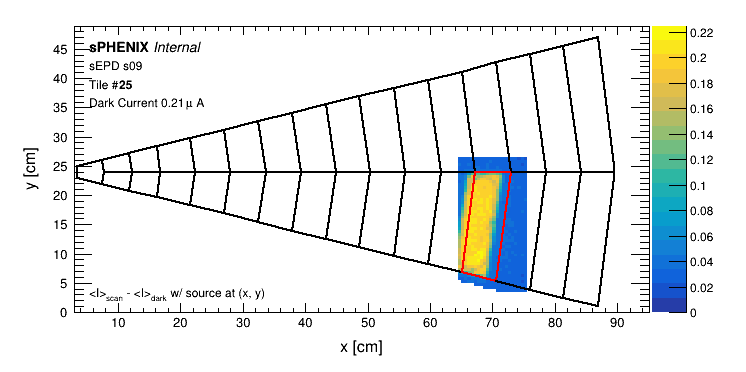 sPHENIX Internal
sEPD s09
Tile #25
Dark Current 0.21 μ A
<I>scan - <I>dark w/ source at (x, y)
y [cm]
45
40
35
30
25
20
15
10
5
0
10 20 30 40 50 60 70 80 90
x [cm]
0.22
0.2
0.18
0.16
0.14
0.12
0.1
0.08
0.06
0.04
0.02
0